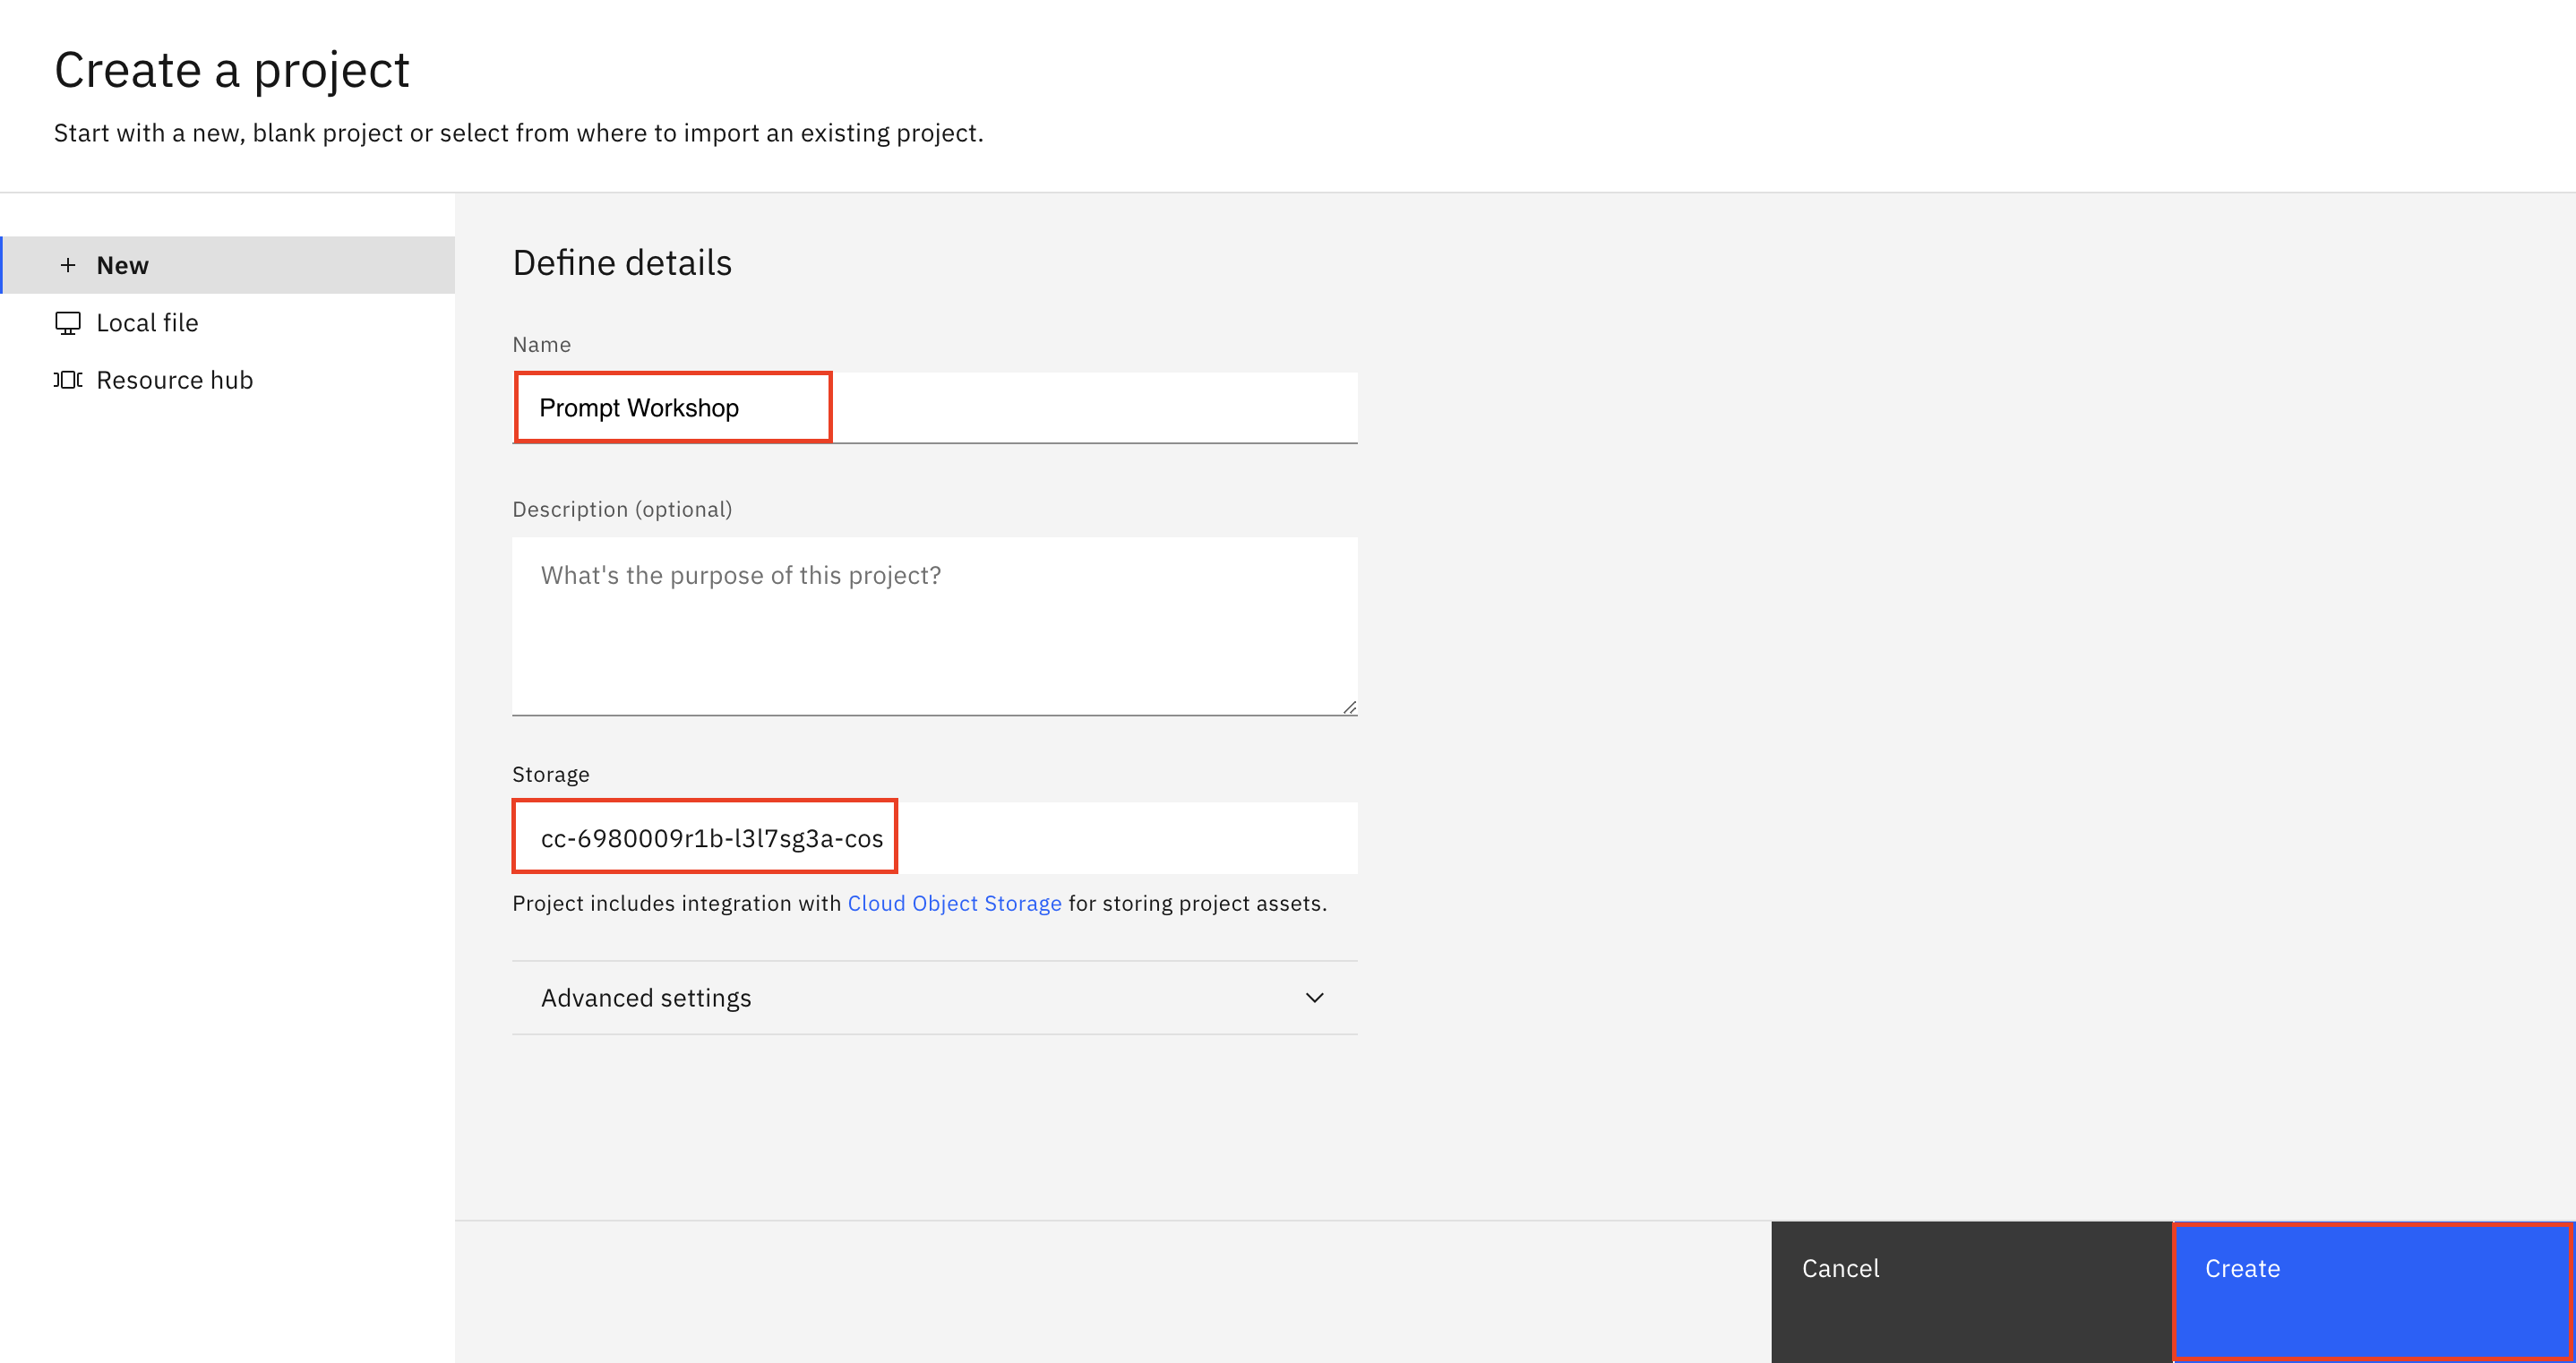 Create a project
Start with a new, blank project or select from where to import an existing project.
New
Local file
Resource hub
Define details
Name
Prompt Workshop
Description (optional)
What's the purpose of this project?
Storage
cc-6980009r1b-l3l7sg3a-cos
Project includes integration with Cloud Object Storage for storing project assets.
Advanced settings
Cancel
Create